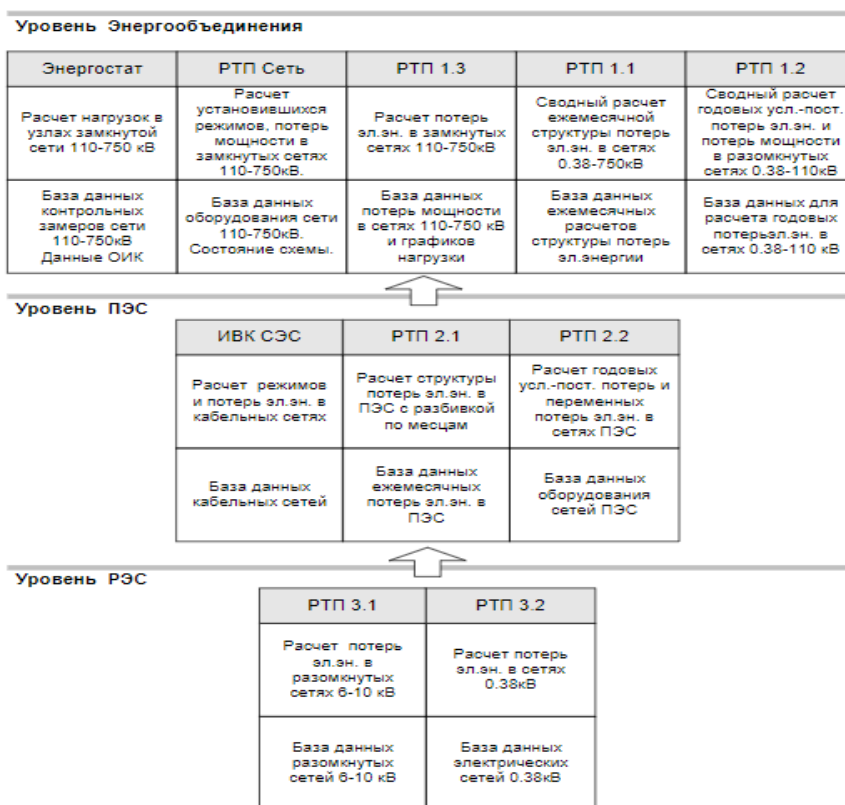 Уровень Энергообъединения
Энергостат
РТП Сеть
РТП 1.3
РТП 1.1
РТП 1.2
Расчет нагрузок в
узлах замкнутой
сети 110-750 кВ
Расчет
установившихся
режимов, потерь
мощности в
замкнутых сетях
110-750кВ.
Расчет потерь
эл.эн. в замкнутых
сетях 110-750кВ
Сводный расчет
ежемесячной
структуры потерь
эл.эн. в сетях
0.38-750кВ
Сводный расчет
годовых усл.-пост.
потерь эл.эн. и
потерь мощности
в разомкнутых
сетях 0.38-110кВ
База данных
контрольных
замеров сети
110-750кВ
Данные ОИК
База данных
оборудования сети
110-750кВ.
Состояние схемы.
База данных
потерь мощности
в сетях 110-750 кВ
и графиков
нагрузки
База данных
ежемесячных
расчетов
структуры потерь
эл.энергии
База данных для
расчета годовых
потерьэл.эн. в
сетях 0.38-110 кВ
Уровень ПЭС
ИВК СЭС
РТП 2.1
РТП 2.2
Расчет режимов
и потерь эл.эн. в
кабельных сетях
Расчет структуры
потерь эл.эн. в
ПЭС с разбивкой
по месцам
Расчет годовых
усл.-пост. потерь и
переменных
потерь эл.эн. в
сетях ПЭС
База данных
кабельных сетей
База данных
ежемесячных
потерь эл.эн. в
ПЭС
База данных
оборудования
сетей ПЭС
Уровень РЭС
РТП 3.1
РТП 3.2
Расчет потерь
эл.эн. в
разомкнутых
сетях 6-10 кВ
Расчет потерь
эл.эн. в сетях
0.38кВ
База данных
разомкнутых
сетей 6-10 кВ
База данных
электрических
сетей 0.38кВ